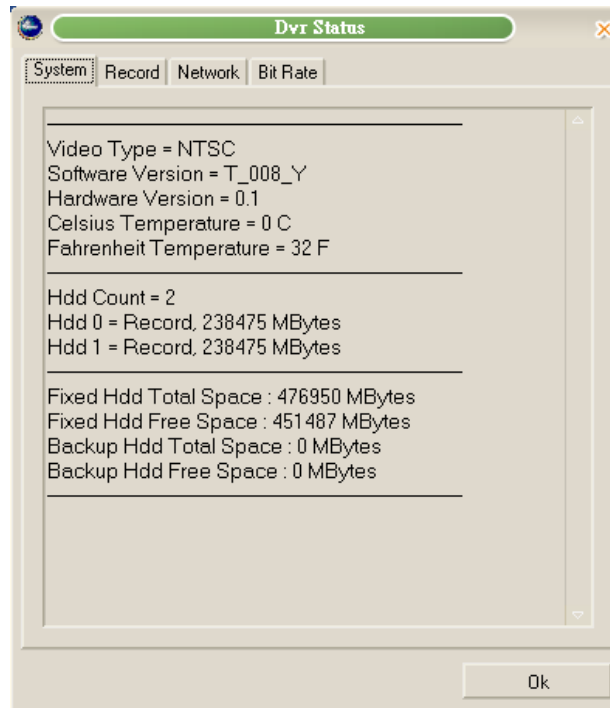 Dvr Status
System Record Network Bit Rate
Video Type = NTSC
Software Version = T_008_Y
Hardware Version = 0.1
Celsius Temperature = 0 C
Fahrenheit Temperature = 32 F
Hdd Count = 2
Hdd 0 = Record, 238475 MBytes
Hdd 1 = Record, 238475 MBytes
Fixed Hdd Total Space : 476950 MBytes
Fixed Hdd Free Space : 451487 MBytes
Backup Hdd Total Space : 0 MBytes
Backup Hdd Free Space : 0 MBytes
Ok